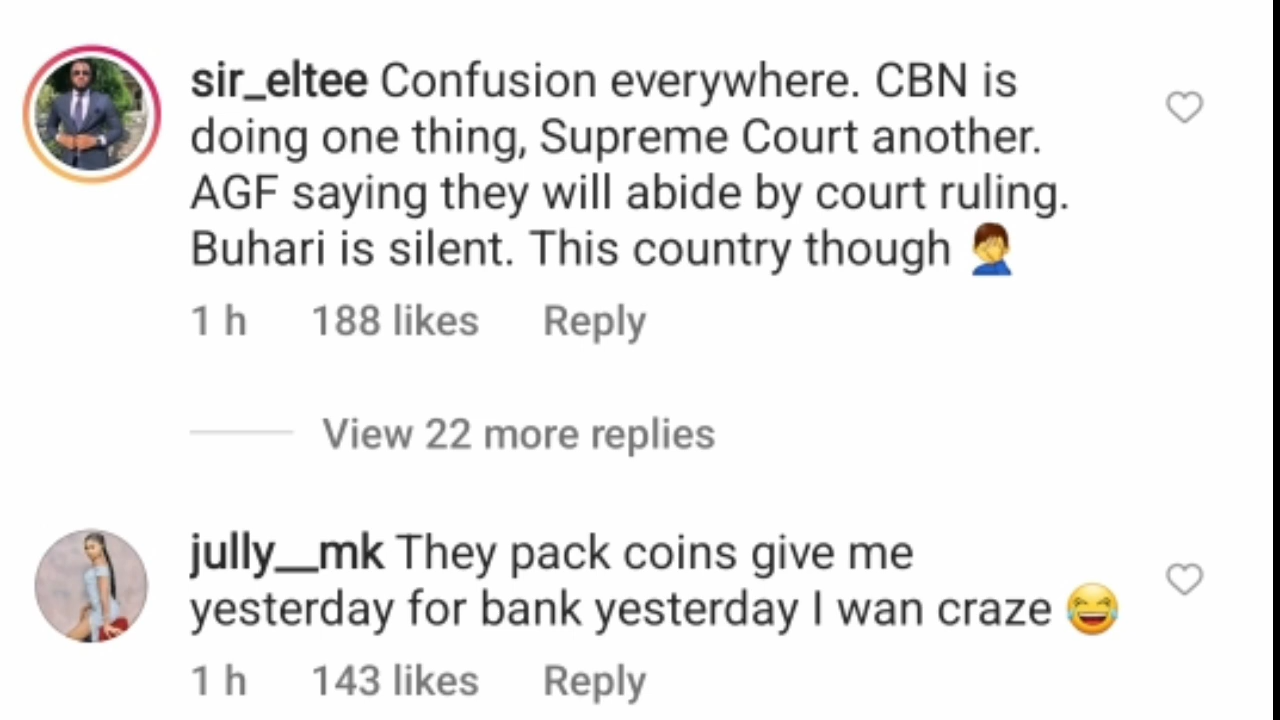 sir_eltee Confusion everywhere. CBN is
doing one thing, Supreme Court another.
AGF saying they will abide by court ruling.
Buhari is silent. This country though 🤦‍♂️
1 h 188 likes Reply
View 22 more replies
jully__mk They pack coins give me
yesterday for bank yesterday I wan craze 😂
1 h 143 likes Reply